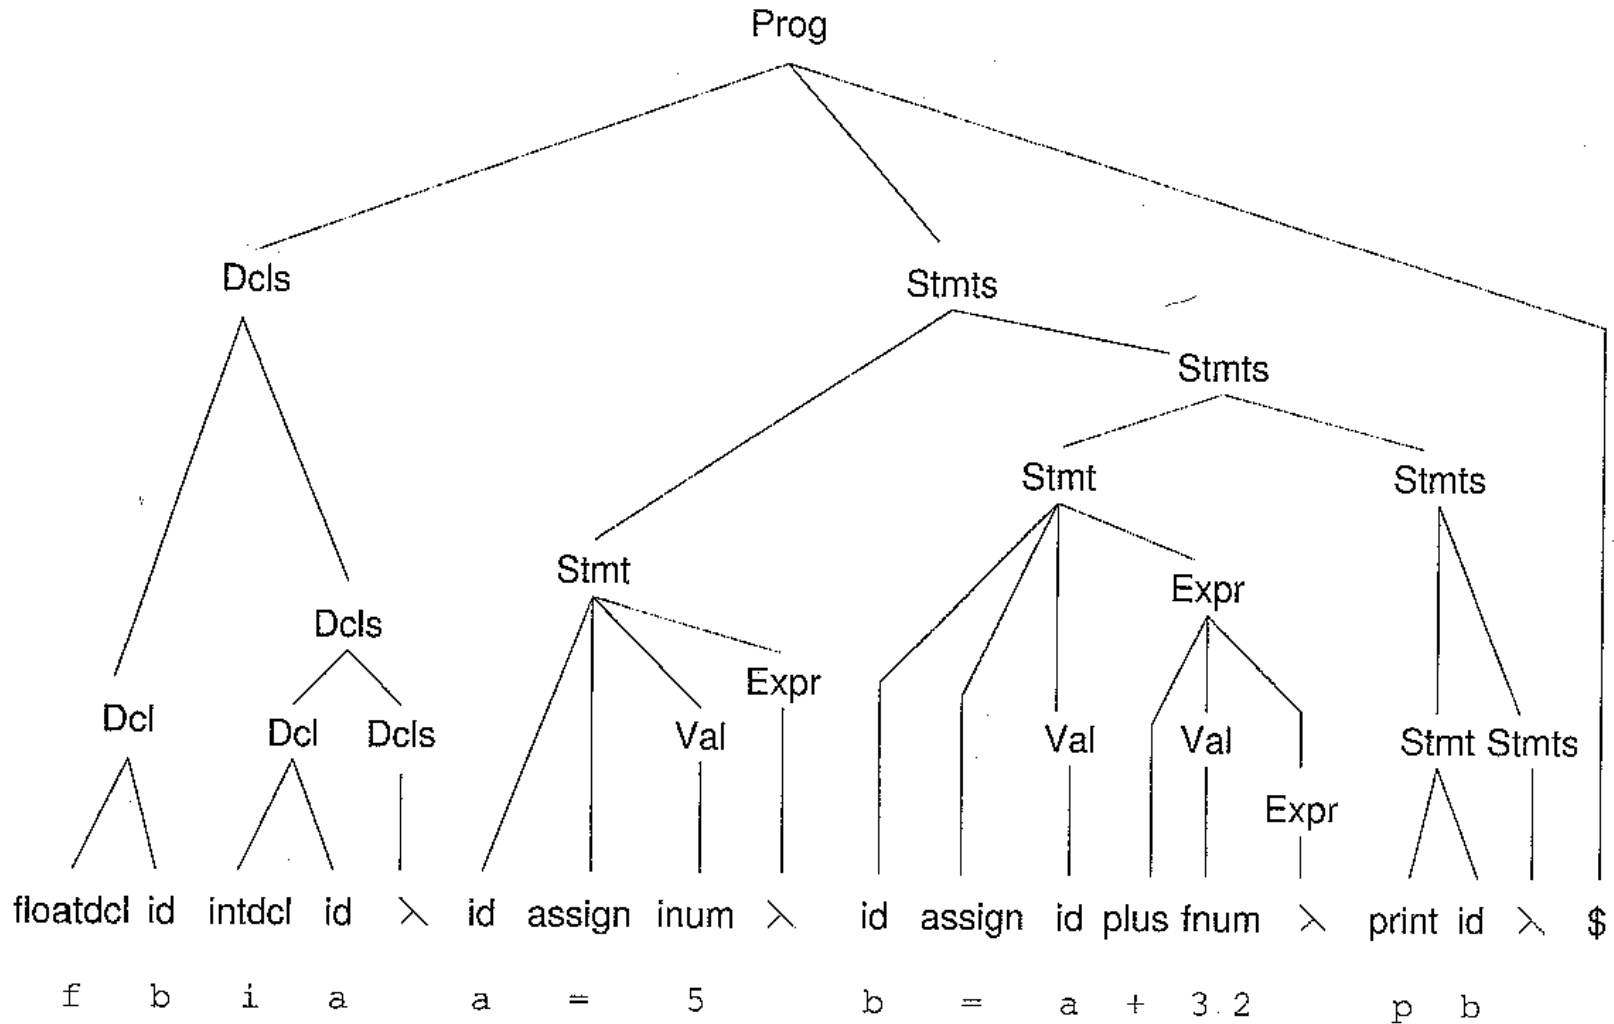 Prog
Dcls Stmts
Stmts
Stmt Stmts
Stmt
Expr
Dcls
Expr
Dcl Dcl Dcls Val Val Val Stmt Stmts
Expr
floatdcl id intdcl id λ id assign inum λ id assign id plus fnum λ print id λ $
f b i a a = 5 b = a + 3.2 p b